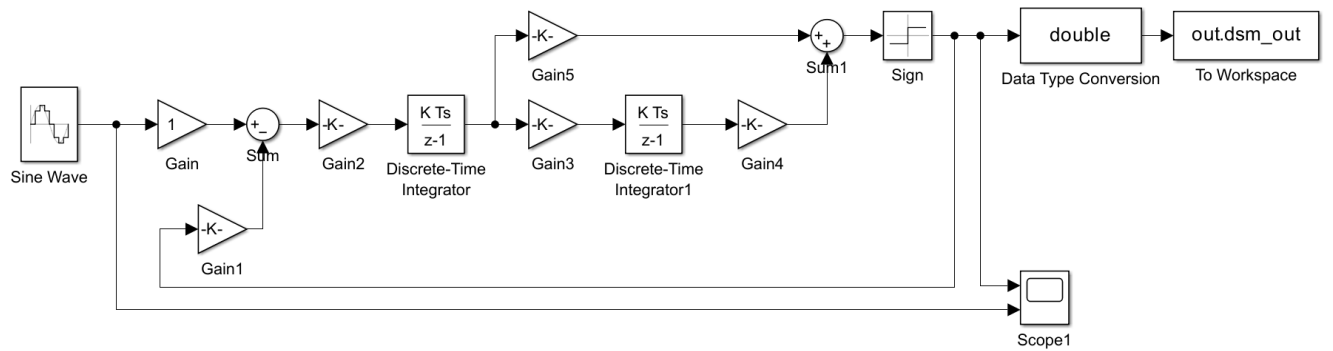 -K-
Gain5
+
+
Sum1
Sign
double
Data Type Conversion
out.dsm_out
To Workspace
Sine Wave
1
Gain
+
−
Sum
-K-
Gain2
K Ts
z-1
Discrete-Time
Integrator
-K-
Gain3
K Ts
z-1
Discrete-Time
Integrator1
-K-
Gain4
-K-
Gain1
Scope1